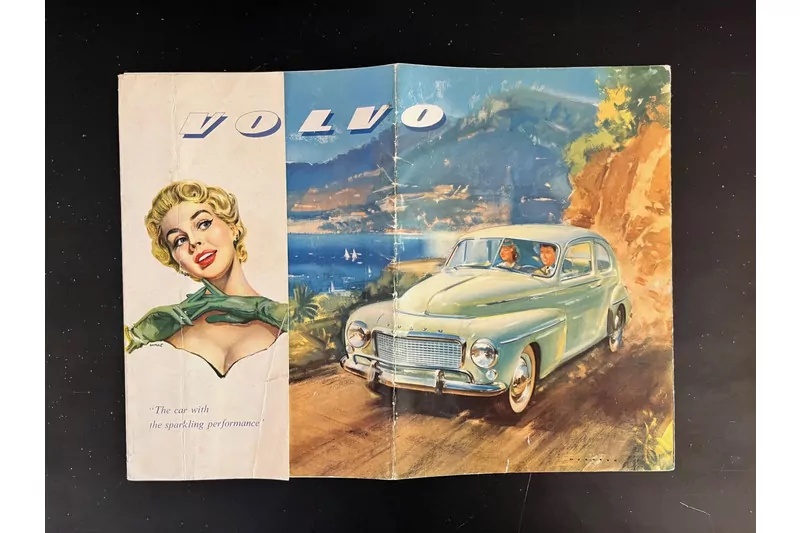 VOLVO
"The car with
the sparkling performance"